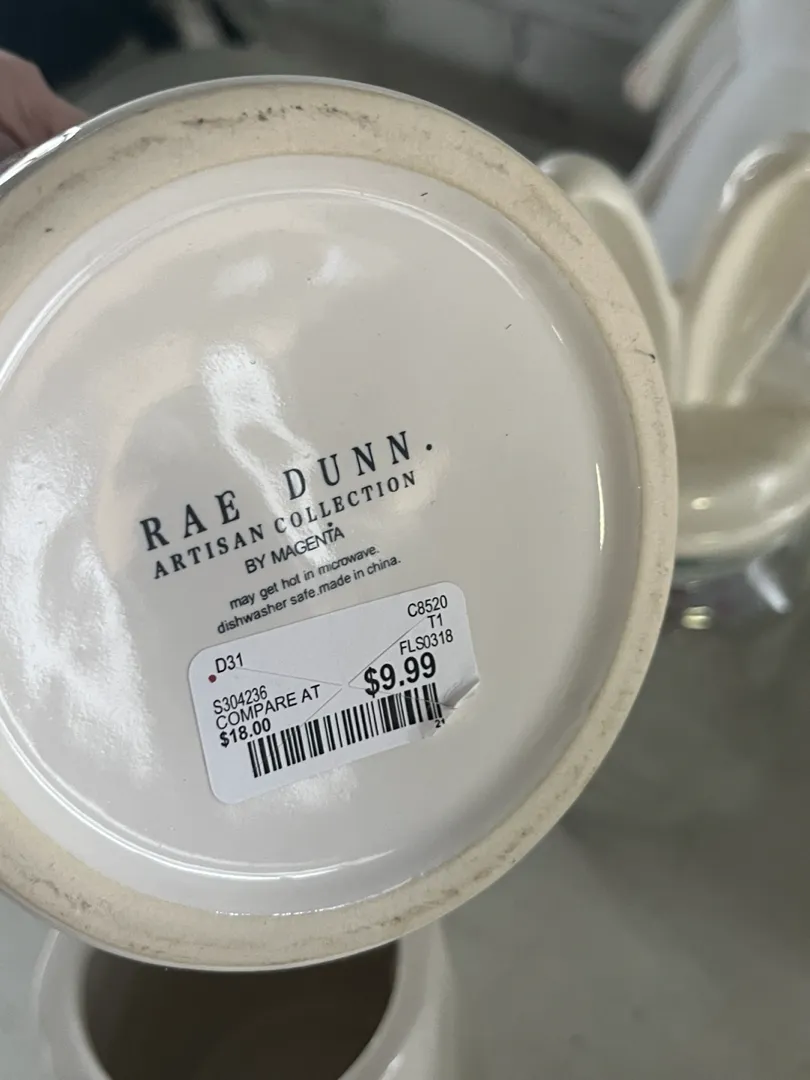 RAE DUNN.
ARTISAN COLLECTION
BY MAGENTA
may get hot in microwave.
dishwasher safe.made in china.
D31
C8520
T1
FLS0318
S304236
COMPARE AT
$18.00
$9.99